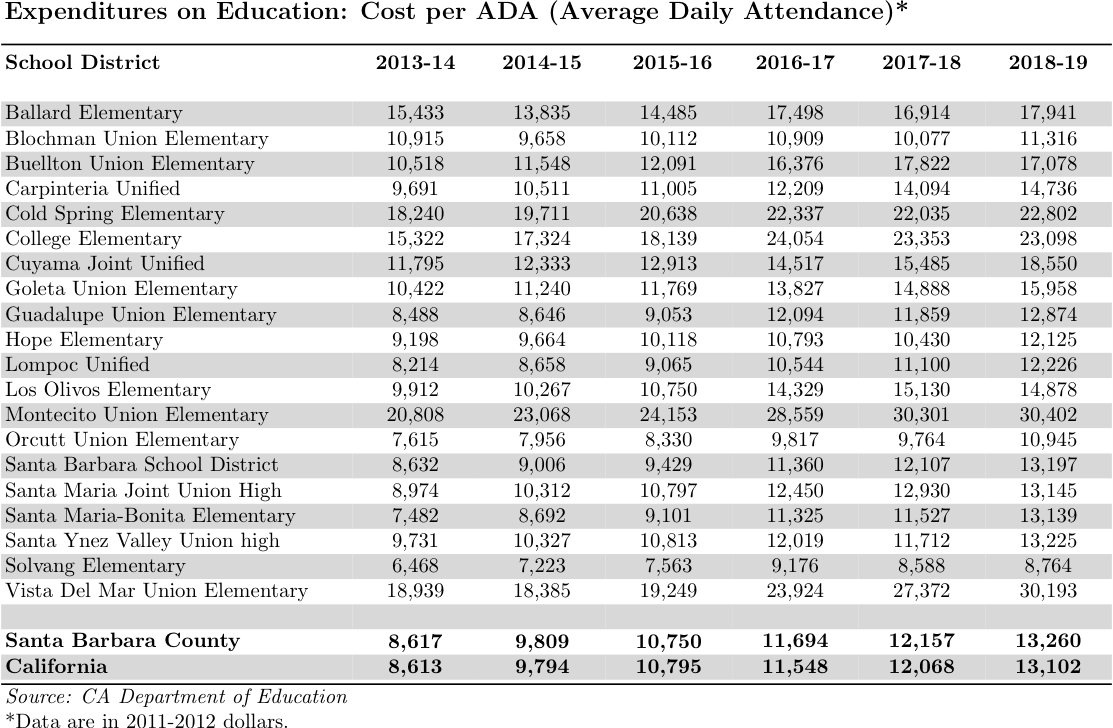 Expenditures on Education: Cost per ADA (Average Daily Attendance)*
School District 2013-14 2014-15 2015-16 2016-17 2017-18 2018-19
Ballard Elementary 15,433 13,835 14,485 17,498 16,914 17,941
Blochman Union Elementary 10,915 9,658 10,112 10,909 10,077 11,316
Buellton Union Elementary 10,518 11,548 12,091 16,376 17,822 17,078
Carpinteria Unified 9,691 10,511 11,005 12,209 14,094 14,736
Cold Spring Elementary 18,240 19,711 20,638 22,337 22,035 22,802
College Elementary 15,322 17,324 18,139 24,054 23,353 23,098
Cuyama Joint Unified 11,795 12,333 12,913 14,517 15,485 18,550
Goleta Union Elementary 10,422 11,240 11,769 13,827 14,888 15,958
Guadalupe Union Elementary 8,488 8,646 9,053 12,094 11,859 12,874
Hope Elementary 9,198 9,664 10,118 10,793 10,430 12,125
Lompoc Unified 8,214 8,658 9,065 10,544 11,100 12,226
Los Olivos Elementary 9,912 10,267 10,750 14,329 15,130 14,878
Montecito Union Elementary 20,808 23,068 24,153 28,559 30,301 30,402
Orcutt Union Elementary 7,615 7,956 8,330 9,817 9,764 10,945
Santa Barbara School District 8,632 9,006 9,429 11,360 12,107 13,197
Santa Maria Joint Union High 8,974 10,312 10,797 12,450 12,930 13,145
Santa Maria-Bonita Elementary 7,482 8,692 9,101 11,325 11,527 13,139
Santa Ynez Valley Union high 9,731 10,327 10,813 12,019 11,712 13,225
Solvang Elementary 6,468 7,223 7,563 9,176 8,588 8,764
Vista Del Mar Union Elementary 18,939 18,385 19,249 23,924 27,372 30,193
Santa Barbara County 8,617 9,809 10,750 11,694 12,157 13,260
California 8,613 9,794 10,795 11,548 12,068 13,102
Source: CA Department of Education
*Data are in 2011-2012 dollars.